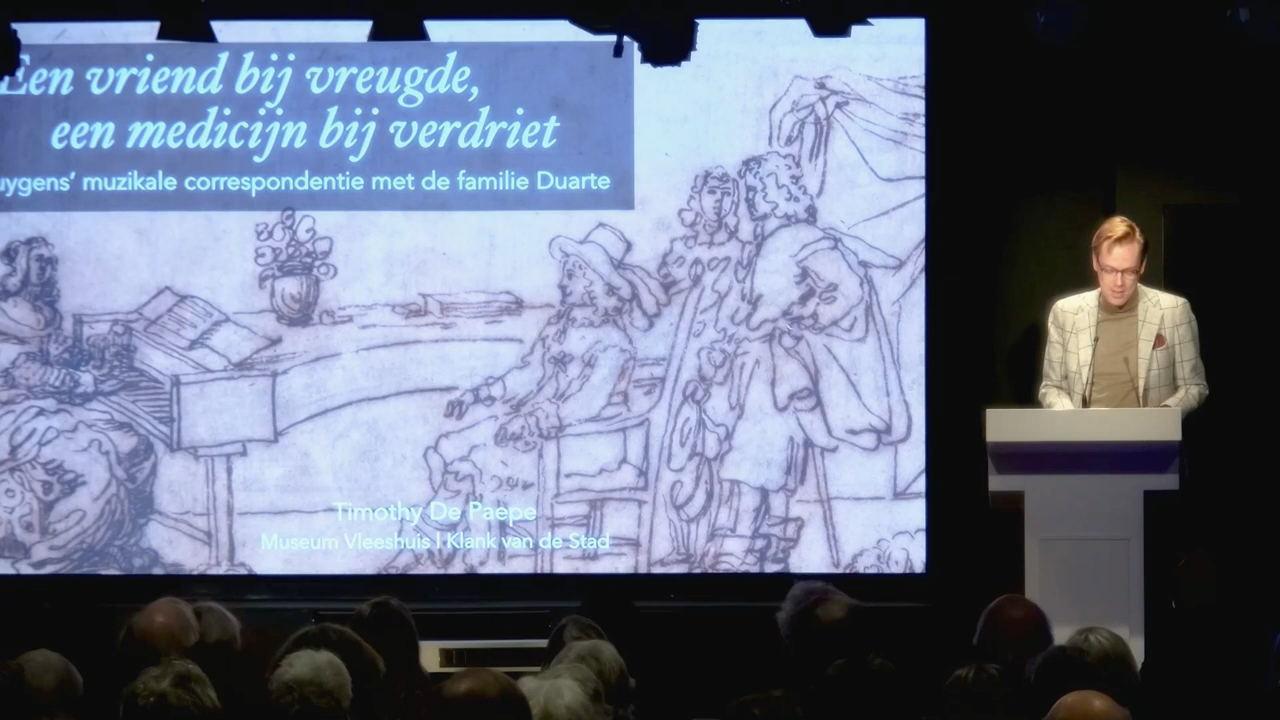 Een vriend bij vreugde,
een medicijn bij verdriet
uygens’ muzikale correspondentie met de familie Duarte
Timothy De Paepe
Museum Vleeshuis | Klank van de Stad